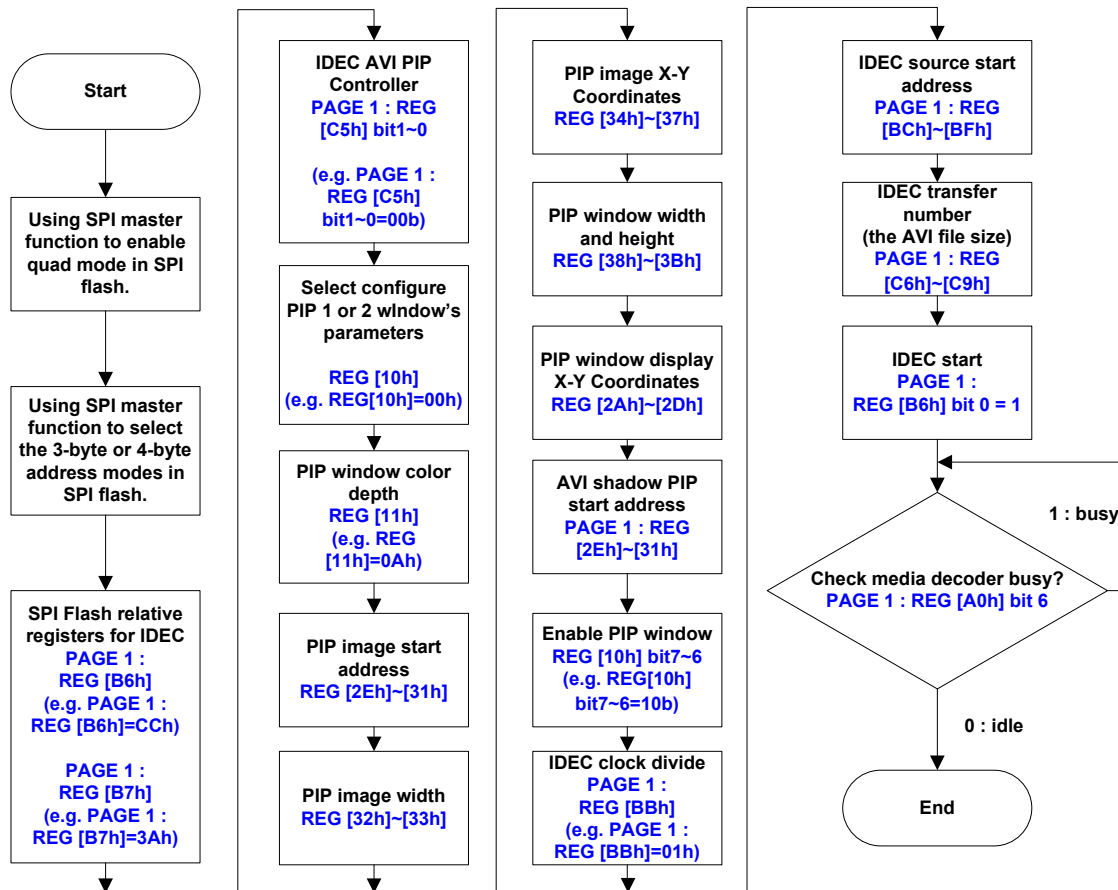 Start
Using SPI master
function to enable
quad mode in SPI
flash.
Using SPI master
function to select
the 3-byte or 4-byte
address modes in
SPI flash.
SPI Flash relative
registers for IDEC
PAGE 1 :
REG [B6h]
(e.g. PAGE 1 :
REG [B6h]=CCh)
PAGE 1 :
REG [B7h]
(e.g. PAGE 1 :
REG [B7h]=3Ah)
IDEC AVI PIP
Controller
PAGE 1 : REG
[C5h] bit1~0
(e.g. PAGE 1 :
REG [C5h]
bit1~0=00b)
Select configure
PIP 1 or 2 wIndow's
parameters
REG [10h]
(e.g. REG[10h]=00h)
PIP window color
depth
REG [11h]
(e.g. REG
[11h]=0Ah)
PIP image start
address
REG [2Eh]~[31h]
PIP image width
REG [32h]~[33h]
PIP image X-Y
Coordinates
REG [34h]~[37h]
PIP window width
and height
REG [38h]~[3Bh]
PIP window display
X-Y Coordinates
REG [2Ah]~[2Dh]
AVI shadow PIP
start address
PAGE 1 : REG
[2Eh]~[31h]
Enable PIP window
REG [10h] bit7~6
(e.g. REG[10h]
bit7~6=10b)
IDEC clock divide
PAGE 1 :
REG [BBh]
(e.g. PAGE 1 :
REG [BBh]=01h)
IDEC source start
address
PAGE 1 : REG
[BCh]~[BFh]
IDEC transfer
number
(the AVI file size)
PAGE 1 : REG
[C6h]~[C9h]
IDEC start
PAGE 1 :
REG [B6h] bit 0 = 1
1 : busy
Check media decoder busy?
PAGE 1 : REG [A0h] bit 6
0 : idle
End